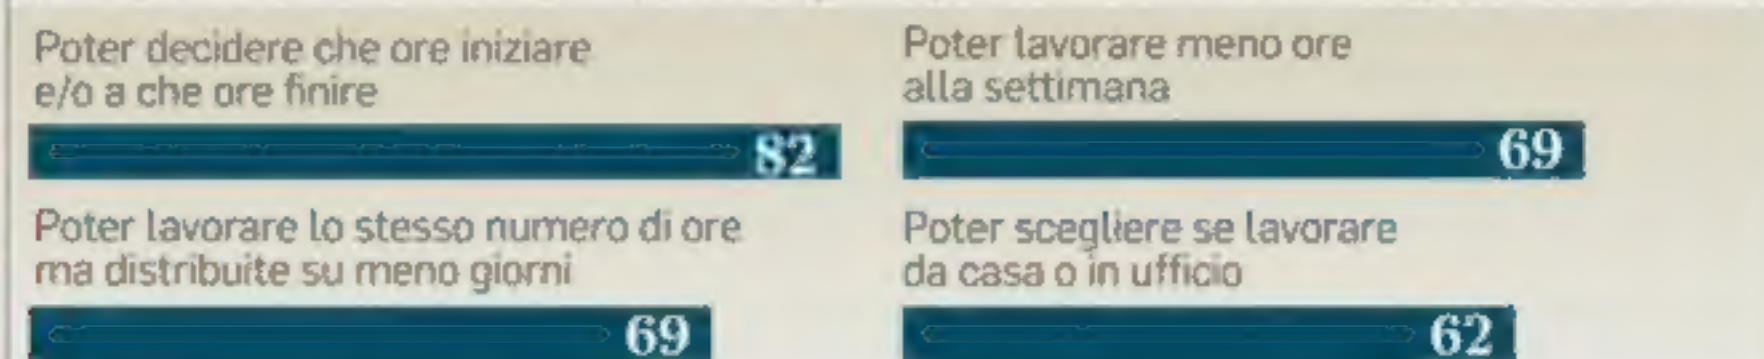 Poter decidere che ore iniziare
e/o a che ore finire
82
Poter lavorare meno ore
alla settimana
69
Poter lavorare lo stesso numero di ore
ma distribuite su meno giorni
69
Poter scegliere se lavorare
da casa o in ufficio
62